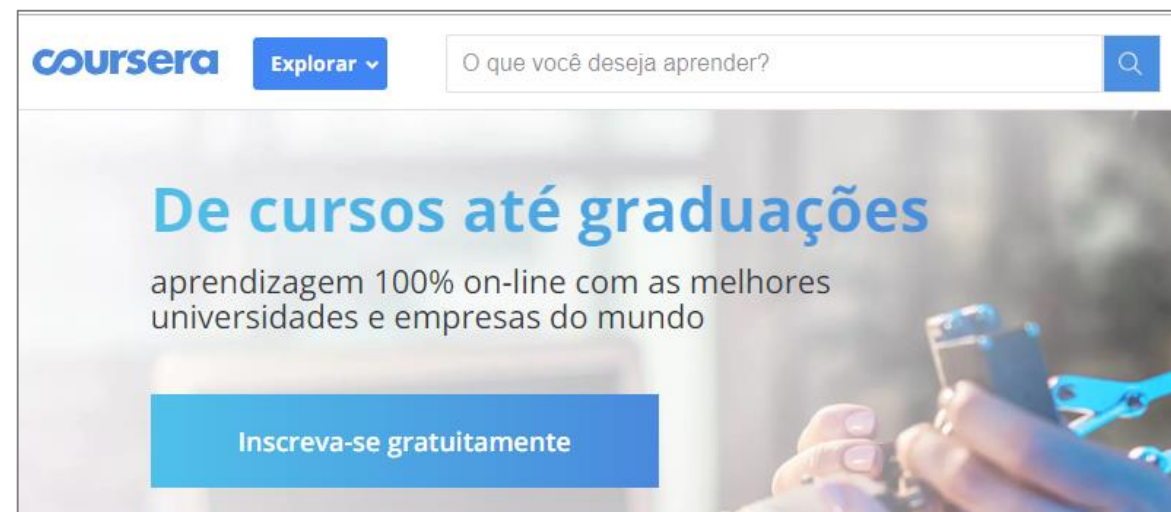 coursera
Explorar
O que você deseja aprender?
De cursos até graduações
aprendizagem 100% on-line com as melhores
universidades e empresas do mundo
Inscreva-se gratuitamente